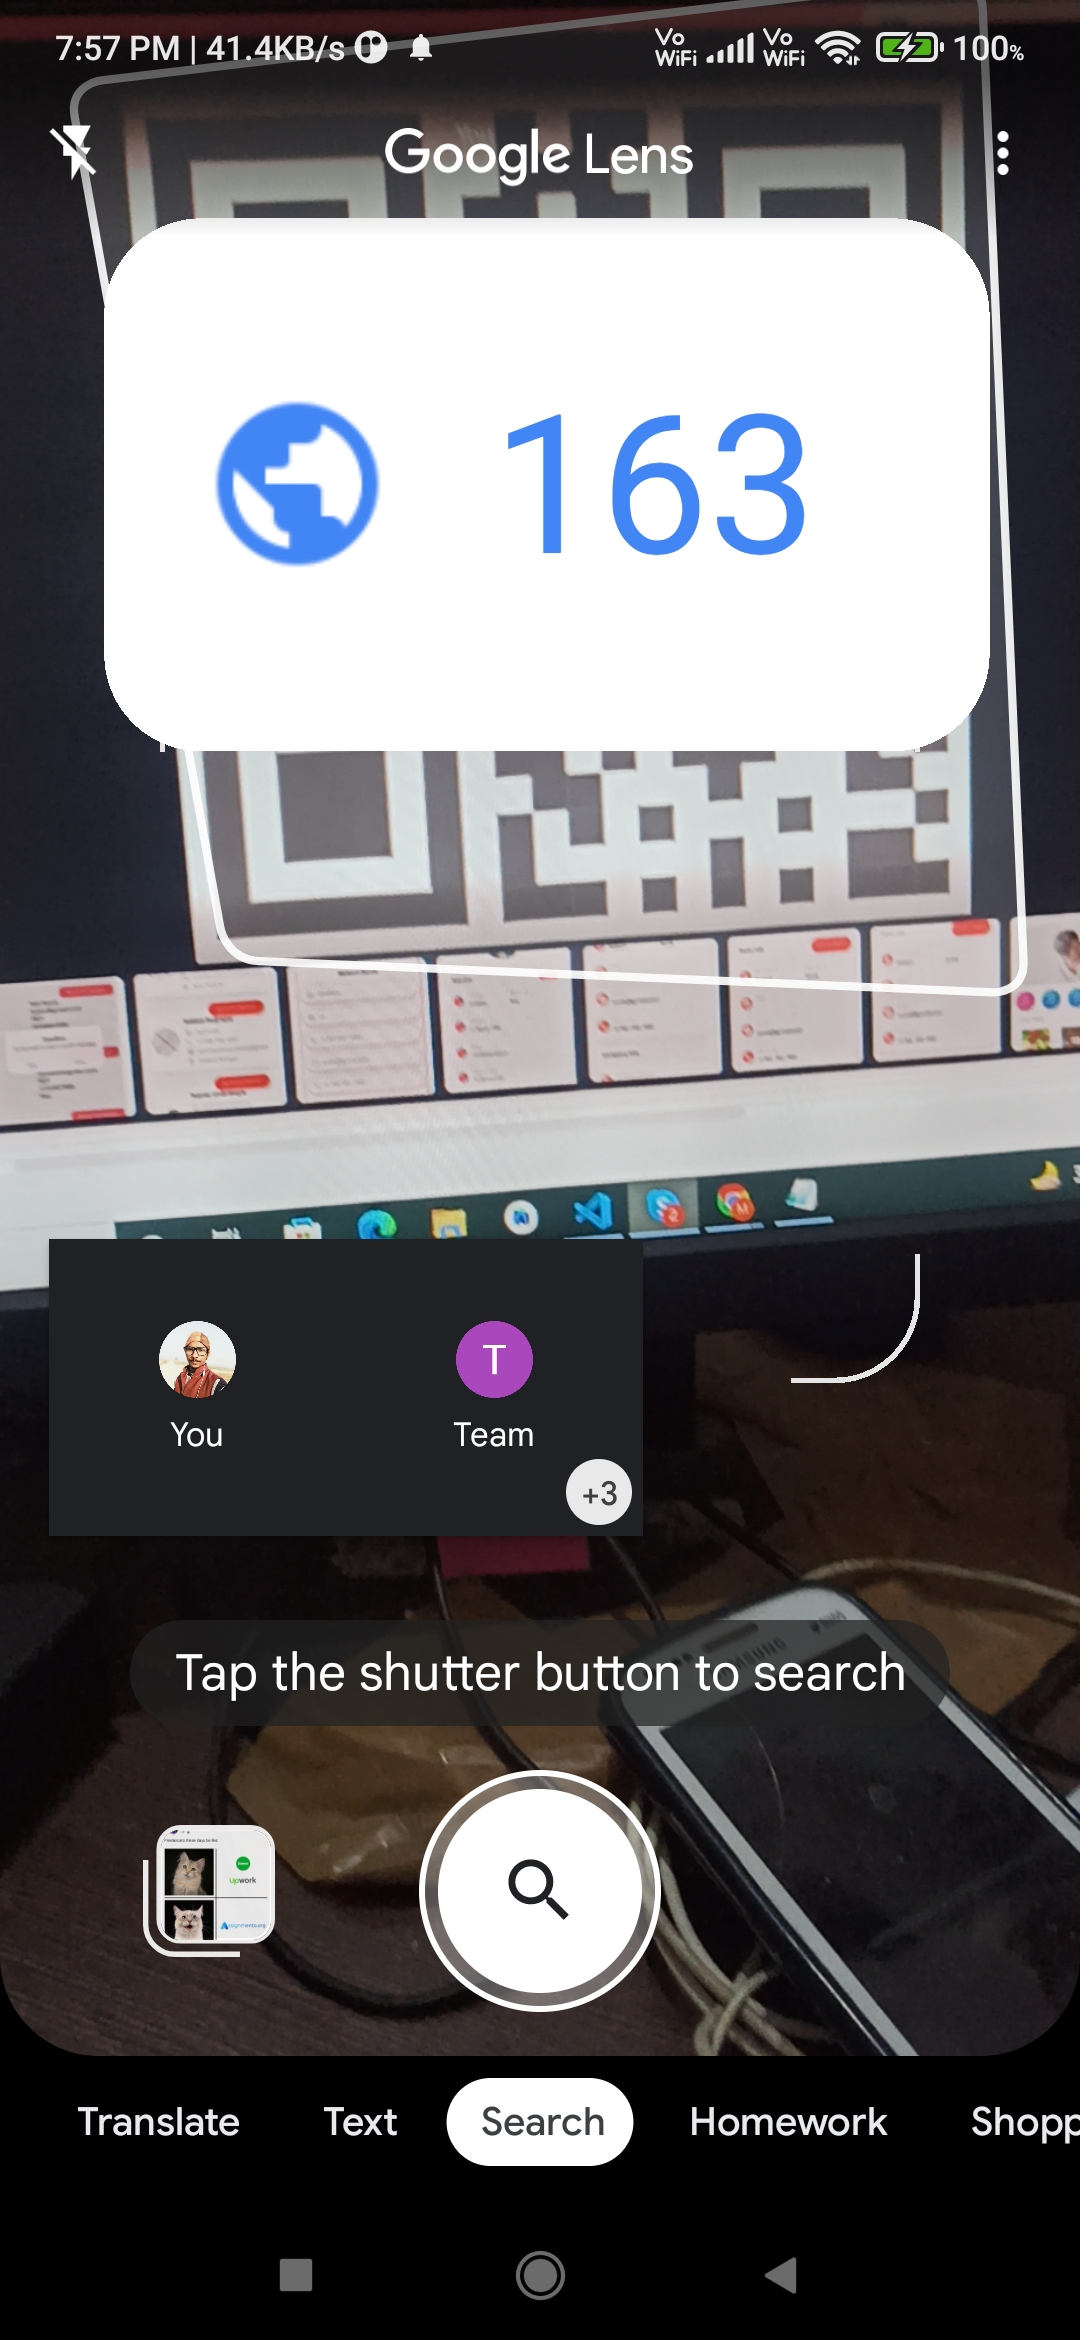 7:57 PM | 41.4KB/s
Vo WiFi
Vo WiFi
100%
Google Lens
163
You
Team
+3
Tap the shutter button to search
Upwork
Translate
Text
Search
Homework
Shopp